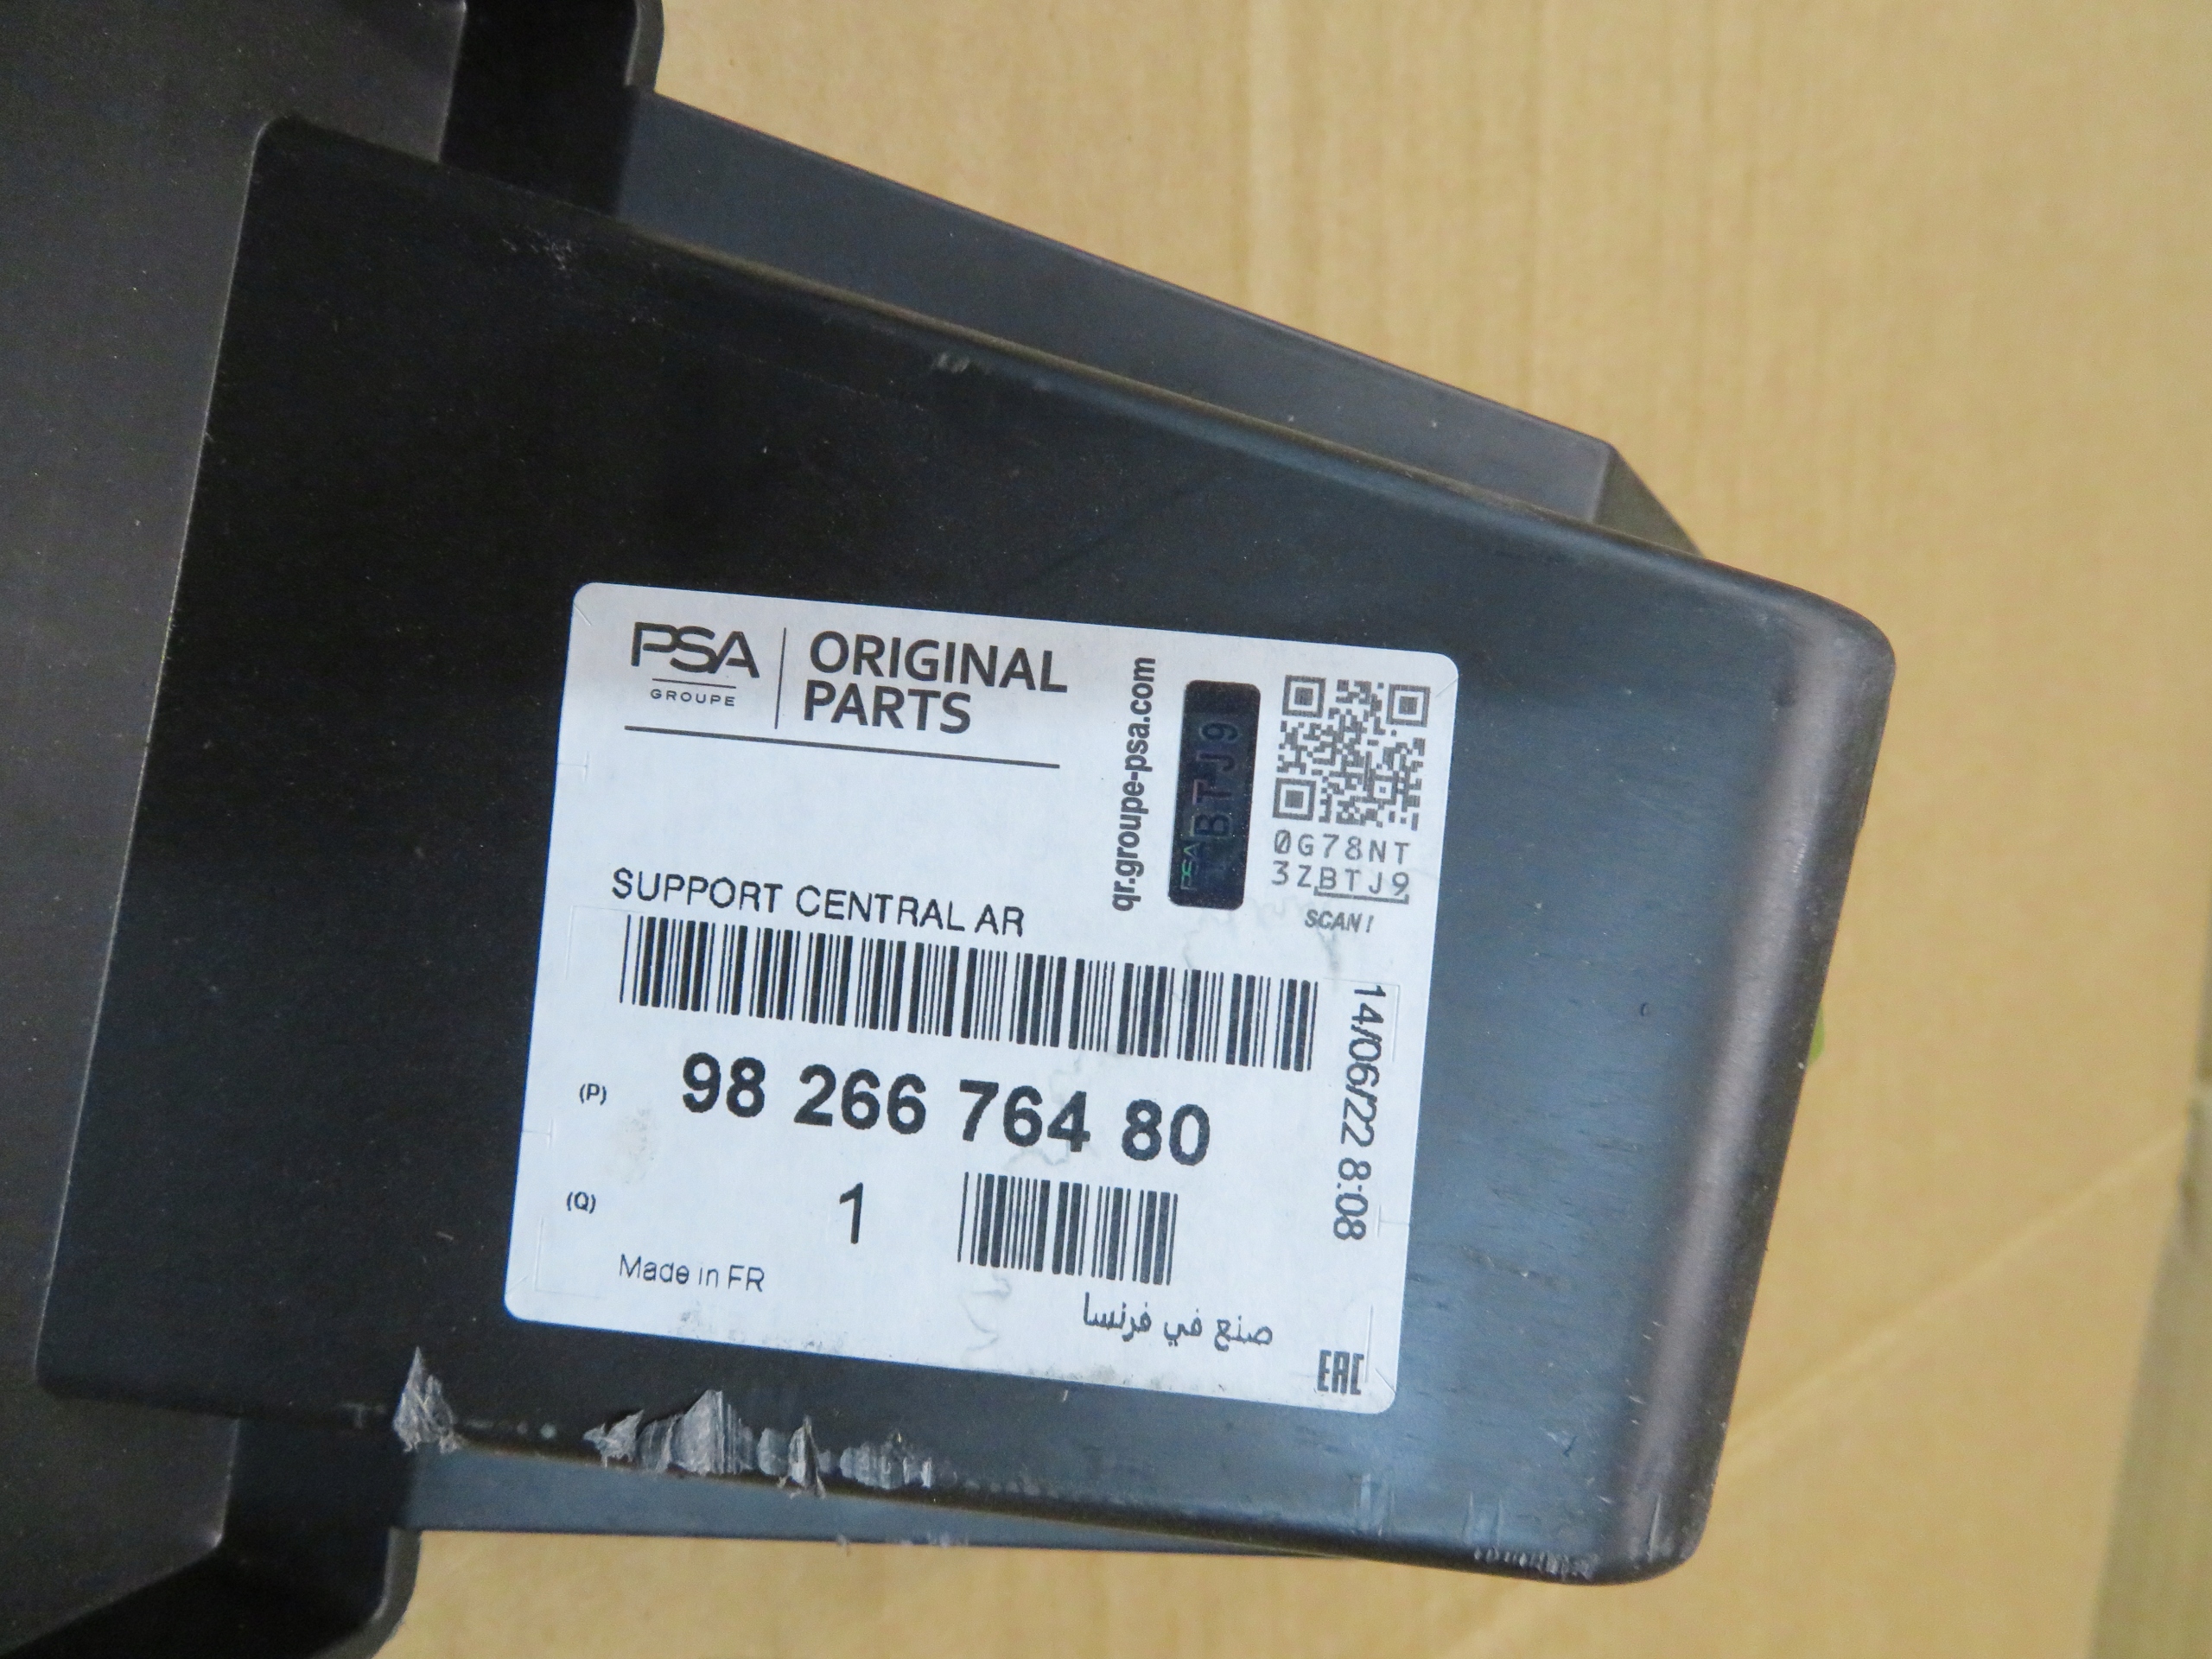 PSA
GROUPE
ORIGINAL
PARTS
qr.groupe-psa.com
PSA
BTJ9
0G78NT
3ZBTJ9
SCAN!
SUPPORT CENTRAL AR
14/06/22 8:08
(P) 98 266 764 80
(Q) 1
Made in FR
صنع في فرنسا
EAC